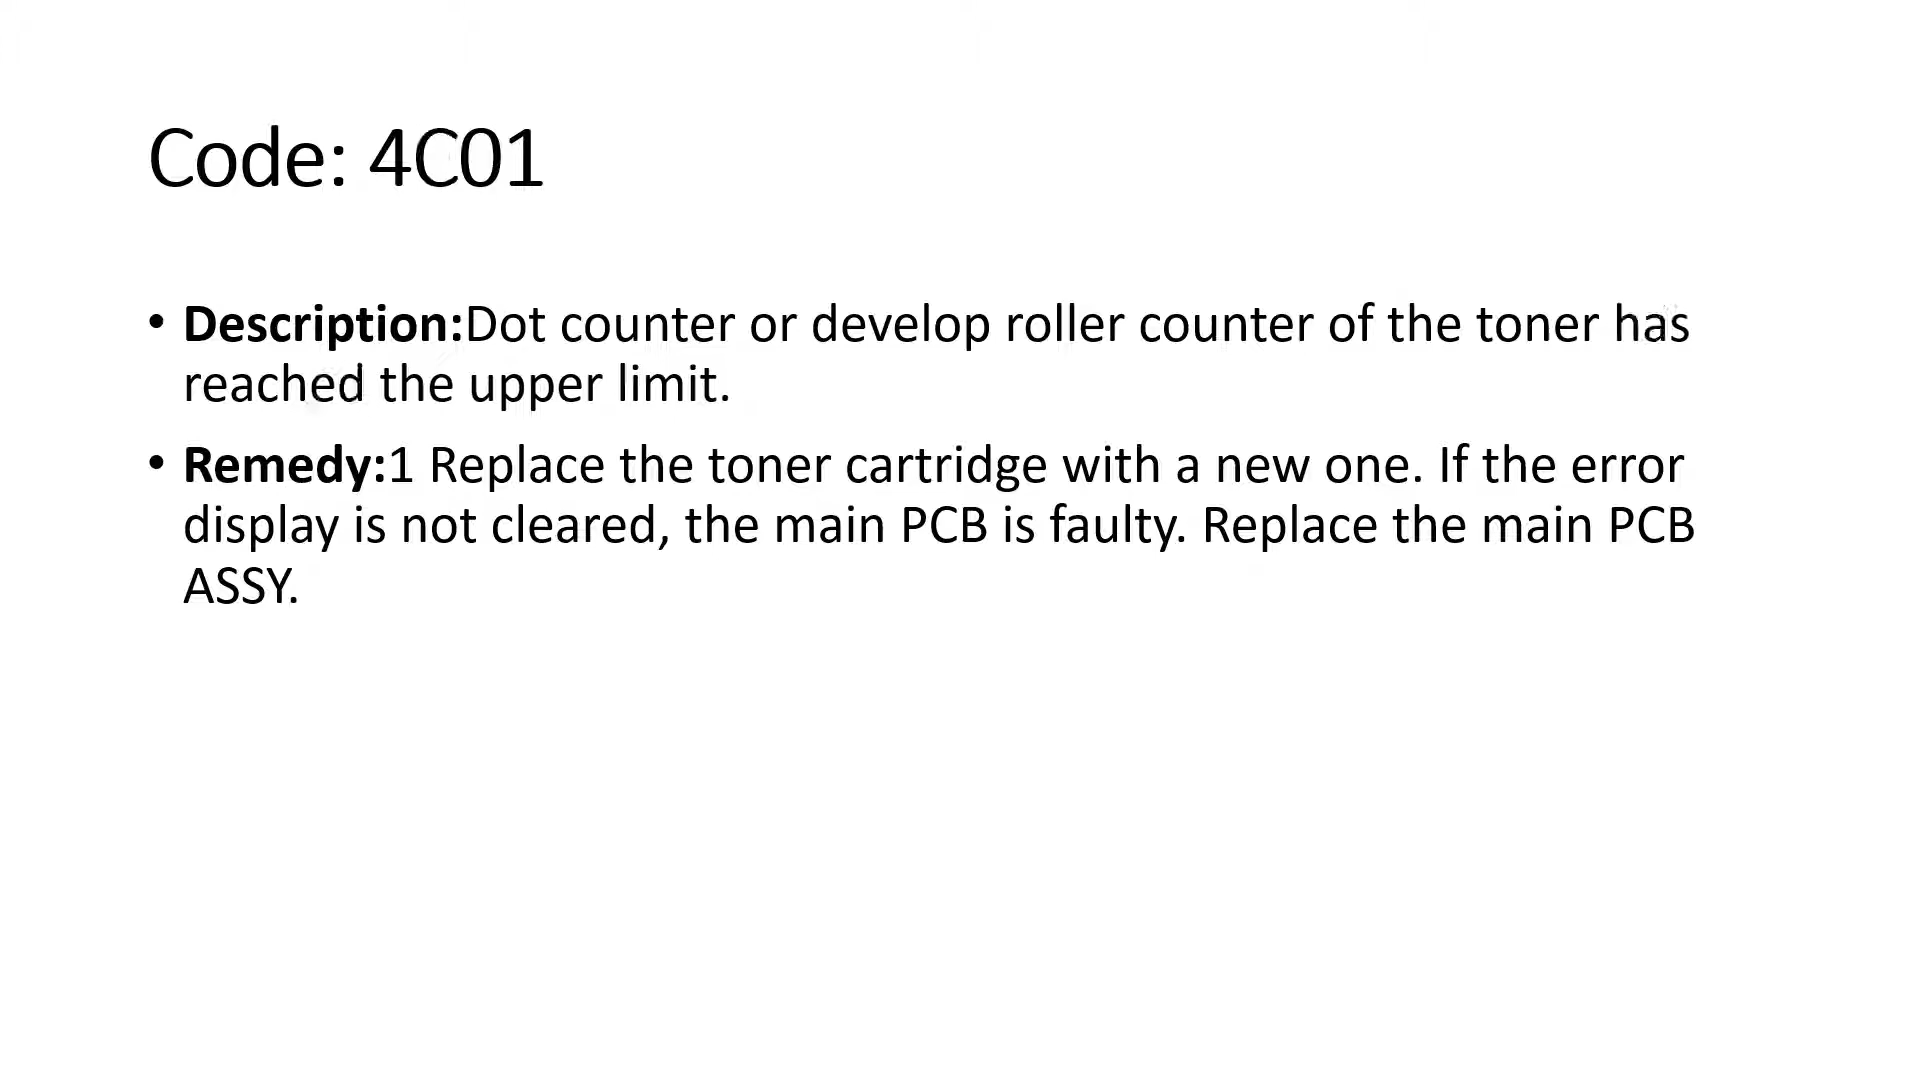 Code: 4C01
• Description:Dot counter or develop roller counter of the toner has
reached the upper limit.
• Remedy:1 Replace the toner cartridge with a new one. If the error
display is not cleared, the main PCB is faulty. Replace the main PCB
ASSY.